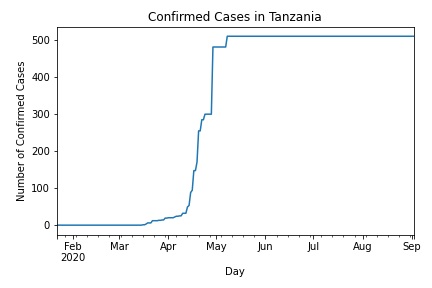 Confirmed Cases in Tanzania
Number of Confirmed Cases
500
400
300
200
100
0
Feb Mar Apr May Jun Jul Aug Sep
2020
Day